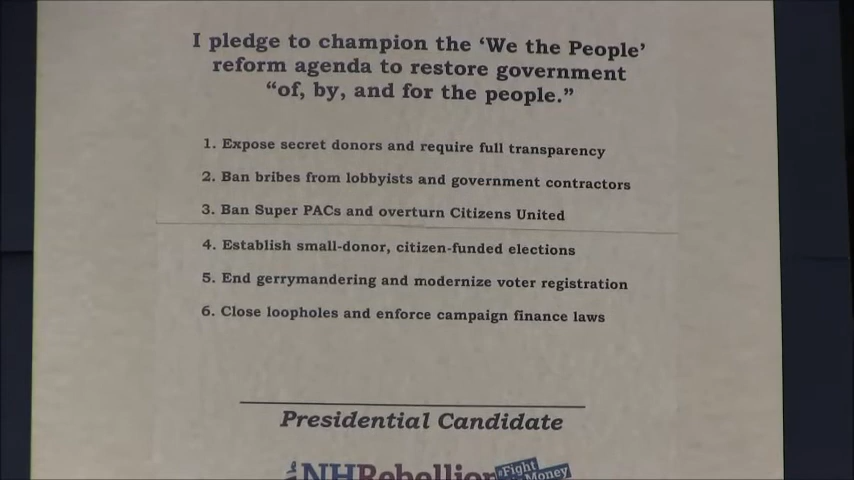 I pledge to champion the ‘We the People’
reform agenda to restore government
“of, by, and for the people.”
1. Expose secret donors and require full transparency
2. Ban bribes from lobbyists and government contractors
3. Ban Super PACs and overturn Citizens United
4. Establish small-donor, citizen-funded elections
5. End gerrymandering and modernize voter registration
6. Close loopholes and enforce campaign finance laws
Presidential Candidate
NHRebellion #Fight
Money